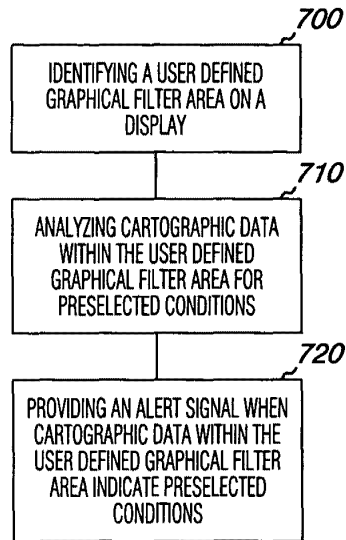 700
IDENTIFYING A USER DEFINED
GRAPHICAL FILTER AREA ON A
DISPLAY
710
ANALYZING CARTOGRAPHIC DATA
WITHIN THE USER DEFINED
GRAPHICAL FILTER AREA FOR
PRESELECTED CONDITIONS
720
PROVIDING AN ALERT SIGNAL WHEN
CARTOGRAPHIC DATA WITHIN THE
USER DEFINED GRAPHICAL FILTER
AREA INDICATE PRESELECTED
CONDITIONS